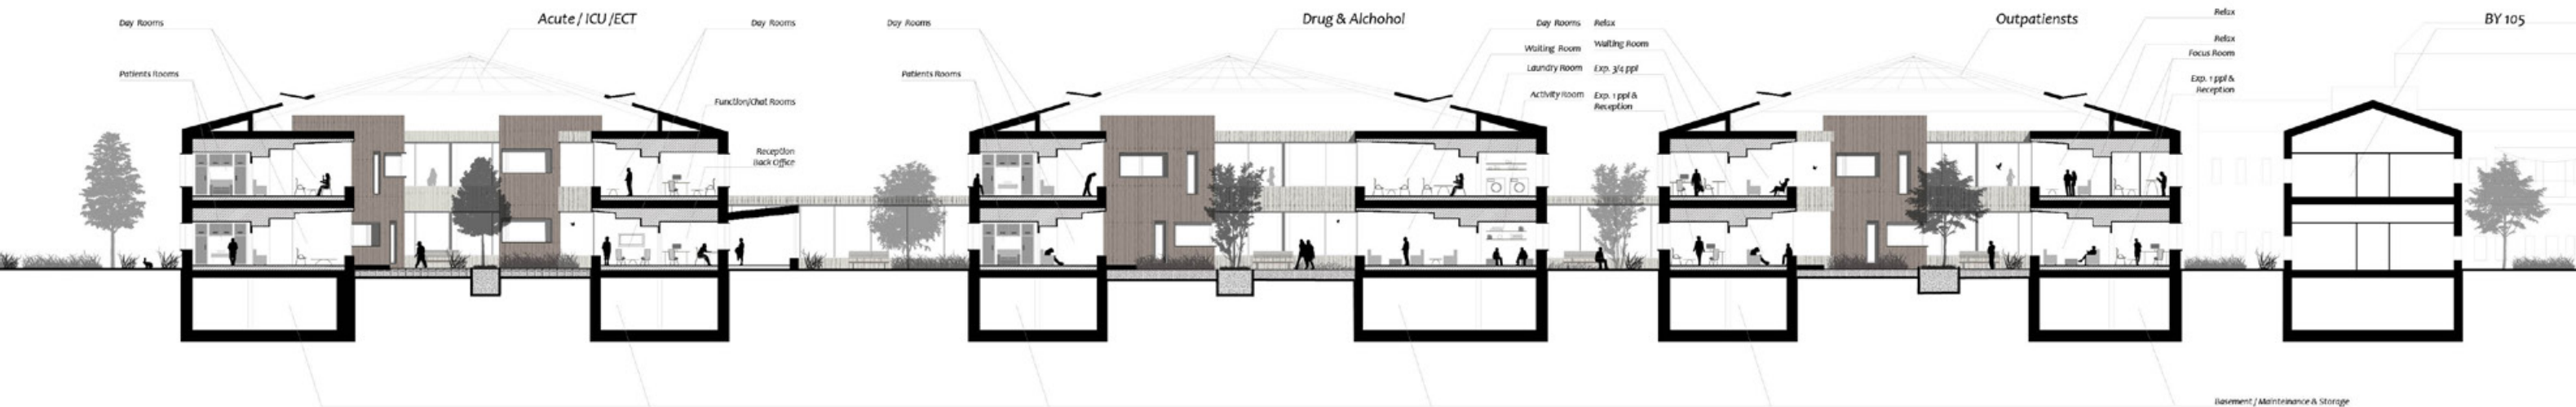 Day Rooms
Acute / ICU /ECT
Day Rooms
Patients Rooms
Function/Chat Rooms
Reception
Back Office
Day Rooms
Drug & Alchohol
Day Rooms
Patients Rooms
Waiting Room
Laundry Room
Activity Room
Relax
Waiting Room
Exp. 3/4 ppl
Exp. 1 ppl &
Reception
Outpatiensts
Relax
Relax
Focus Room
Exp. 1 ppl &
Reception
BY 105
Basement / Mainteinance & Storage